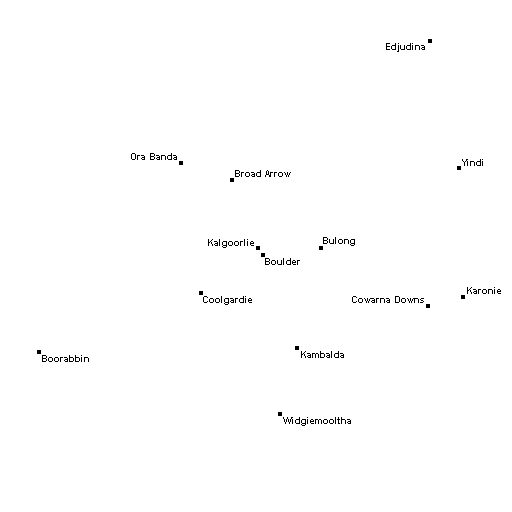 Edjudina
Ora Banda
Yindi
Broad Arrow
Kalgoorlie
Bulong
Boulder
Karonie
Coolgardie
Cowarna Downs
Kambalda
Boorabbin
Widgiemooltha